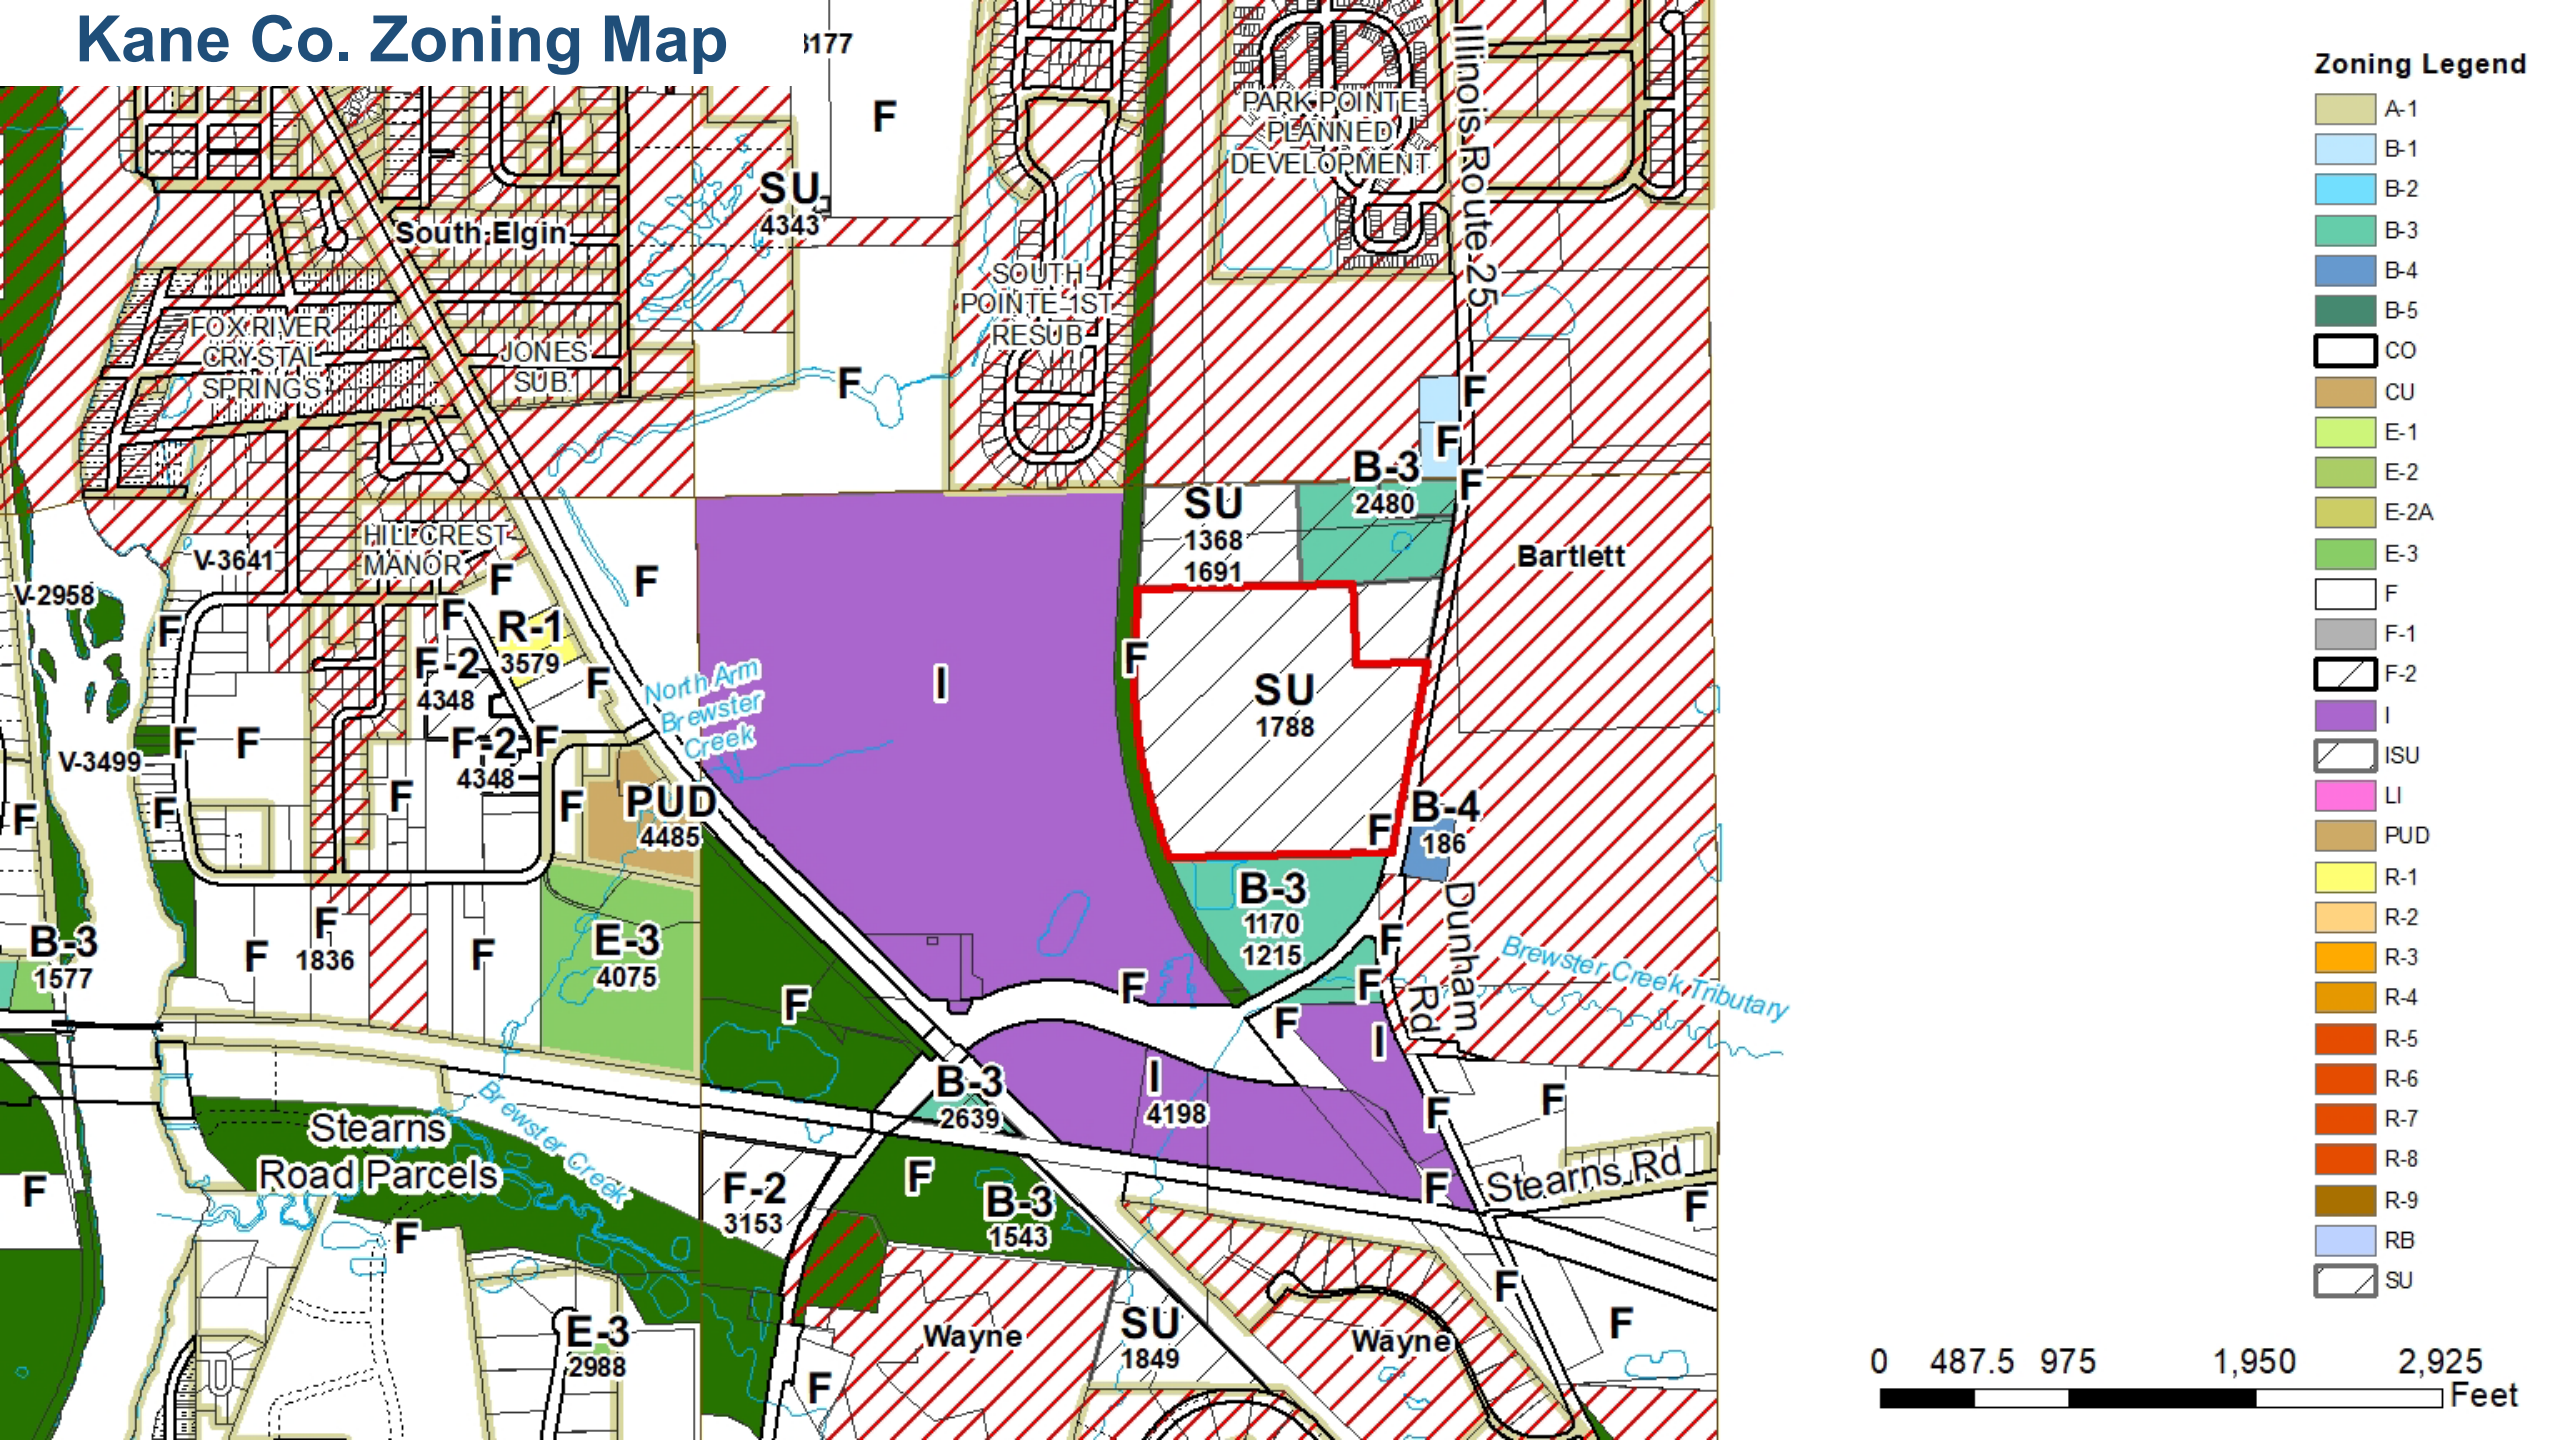 Kane Co. Zoning Map
3177
F
SU
4343
South Elgin
FOX RIVER
CRYSTAL
SPRINGS
JONES
SUB.
SOUTH
POINTE 1ST
RESUB
PARK POINTE
PLANNED
DEVELOPMENT
Illinois Route 25
F
F
F
F
B-3
2480
SU
1368
1691
Bartlett
HILLCREST
MANOR
V-3641
V-2958
F
F
F
F
R-1
3579
F-2
4348
F
F
North Arm
Brewster
Creek
I
SU
1788
V-3499
F
F
F-2
4348
F
F
F
F
F
PUD
4485
F
B-4
186
B-3
1170
1215
Dunham
Rd
F
F
Brewster Creek Tributary
B-3
1577
F
F
1836
F
E-3
4075
F
F
F
I
B-3
2639
I
4198
F
F
Brewster Creek
Stearns
Road Parcels
F
F
F-2
3153
F
B-3
1543
F
Stearns Rd
F
F
E-3
2988
Wayne
SU
1849
Wayne
F
F
Zoning Legend
A-1
B-1
B-2
B-3
B-4
B-5
CO
CU
E-1
E-2
E-2A
E-3
F
F-1
F-2
I
ISU
LI
PUD
R-1
R-2
R-3
R-4
R-5
R-6
R-7
R-8
R-9
RB
SU
0 487.5 975 1,950 2,925
Feet